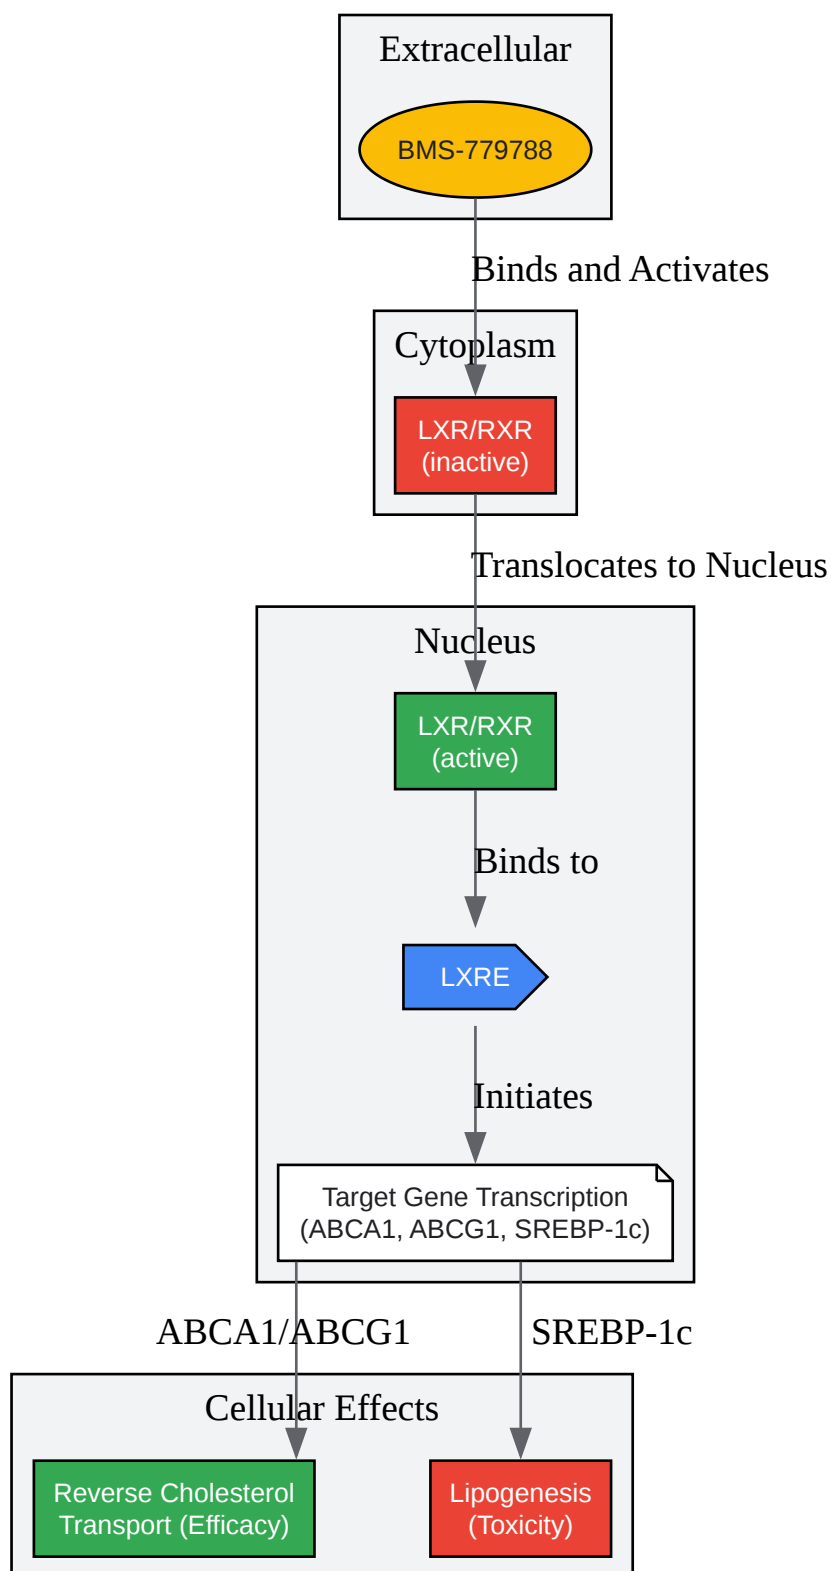 Extracellular
BMS-779788
Binds and Activates
Cytoplasm
LXR/RXR
(inactive)
Translocates to Nucleus
Nucleus
LXR/RXR
(active)
Binds to
LXRE
Initiates
Target Gene Transcription
(ABCA1, ABCG1, SREBP-1c)
ABCA1/ABCG1
SREBP-1c
Cellular Effects
Reverse Cholesterol
Transport (Efficacy)
Lipogenesis
(Toxicity)